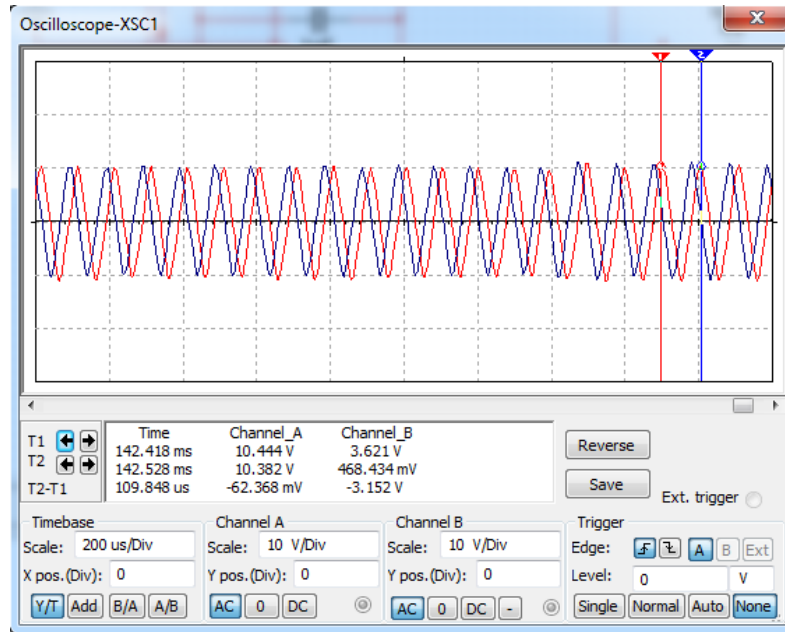 Oscilloscope-XSC1
x
1 2
Time Channel_A Channel_B
T1 142.418 ms 10.444 V 3.621 V
T2 142.528 ms 10.382 V 468.434 mV
T2-T1 109.848 us -62.368 mV -3.152 V
Reverse
Save
Ext. trigger
Timebase
Scale: 200 us/Div
X pos.(Div): 0
Y/T Add B/A A/B
Channel A
Scale: 10 V/Div
Y pos.(Div): 0
AC 0 DC
Channel B
Scale: 10 V/Div
Y pos.(Div): 0
AC 0 DC -
Trigger
Edge: A B Ext
Level: 0 V
Single Normal Auto None